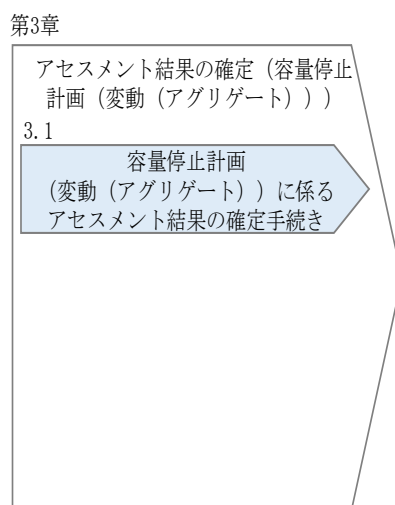 第3章
アセスメント結果の確定（容量停止
計画（変動（アグリゲート）））
3.1
容量停止計画
（変動（アグリゲート））に係る
アセスメント結果の確定手続き